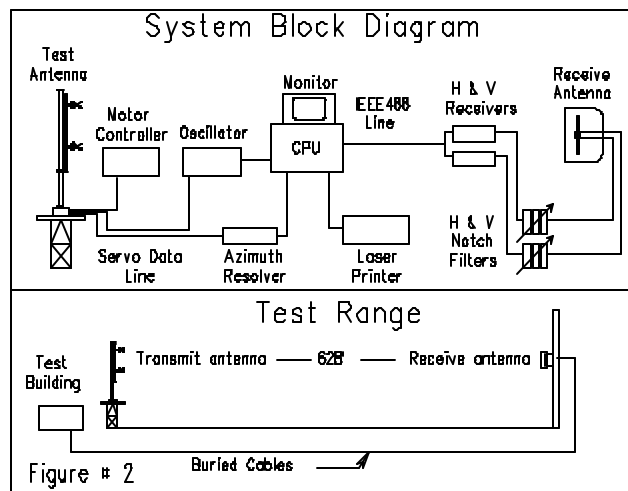 System Block Diagram
Test
Antenna
Motor
Controller
Oscillator
Monitor
CPU
IEEE488
Line
H & V
Receivers
Receive
Antenna
Servo Data
Line
Azimuth
Resolver
Laser
Printer
H & V
Notch
Filters
Test Range
Test
Building
Transmit antenna
628'
Receive antenna
Buried Cables
Figure # 2